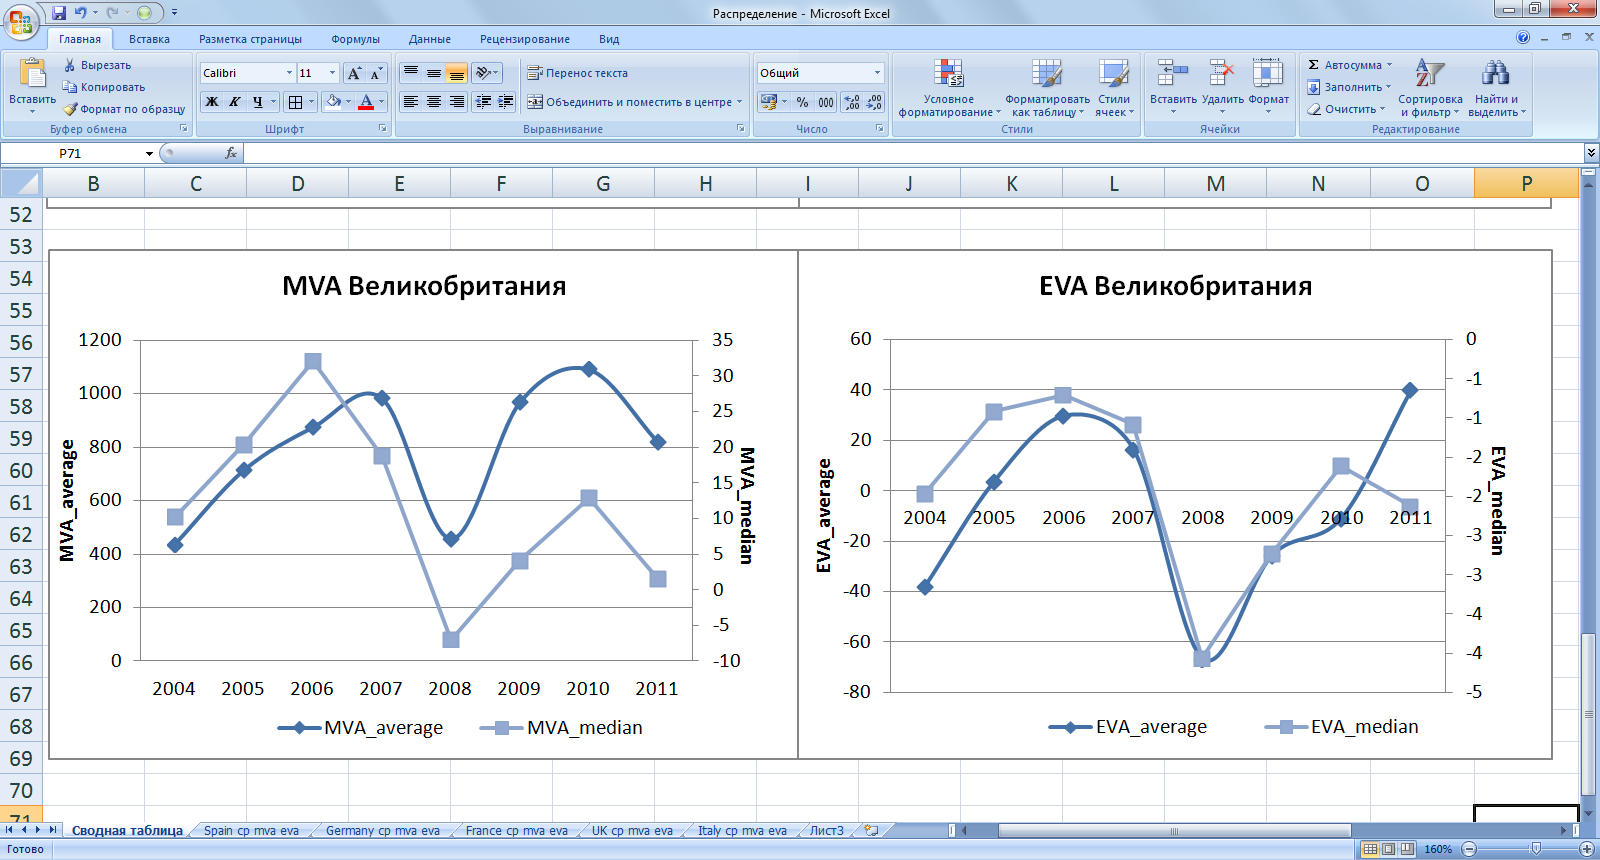 Распределение - Microsoft Excel
Главная Вставка Разметка страницы Формулы Данные Рецензирование Вид
Вставить
Вырезать
Копировать
Формат по образцу
Буфер обмена
Calibri 11
Ж К Ч
Шрифт
Перенос текста
Объединить и поместить в центре
Выравнивание
Общий
% 000
Число
Условное форматирование
Форматировать как таблицу
Стили ячеек
Стили
Вставить Удалить Формат
Ячейки
Σ Автосумма
Заполнить
Очистить
Сортировка и фильтр
Найти и выделить
Редактирование
P71 fx
B C D E F G H I J K L M N O P
52
53
54
55
56
57
58
59
60
61
62
63
64
65
66
67
68
69
70
71
MVA Великобритания
MVA_average
1200
1000
800
600
400
200
0
35
30
25
20
15
10
5
0
-5
-10
MVA_median
2004 2005 2006 2007 2008 2009 2010 2011
MVA_average MVA_median
EVA Великобритания
EVA_average
60
40
20
0
-20
-40
-60
-80
0
-1
-1
-2
-2
-3
-3
-4
-4
-5
EVA_median
2004 2005 2006 2007 2008 2009 2010 2011
EVA_average EVA_median
Сводная таблица Spain ср mva eva Germany ср mva eva France ср mva eva UK ср mva eva Italy ср mva eva Лист3
Готово 160%